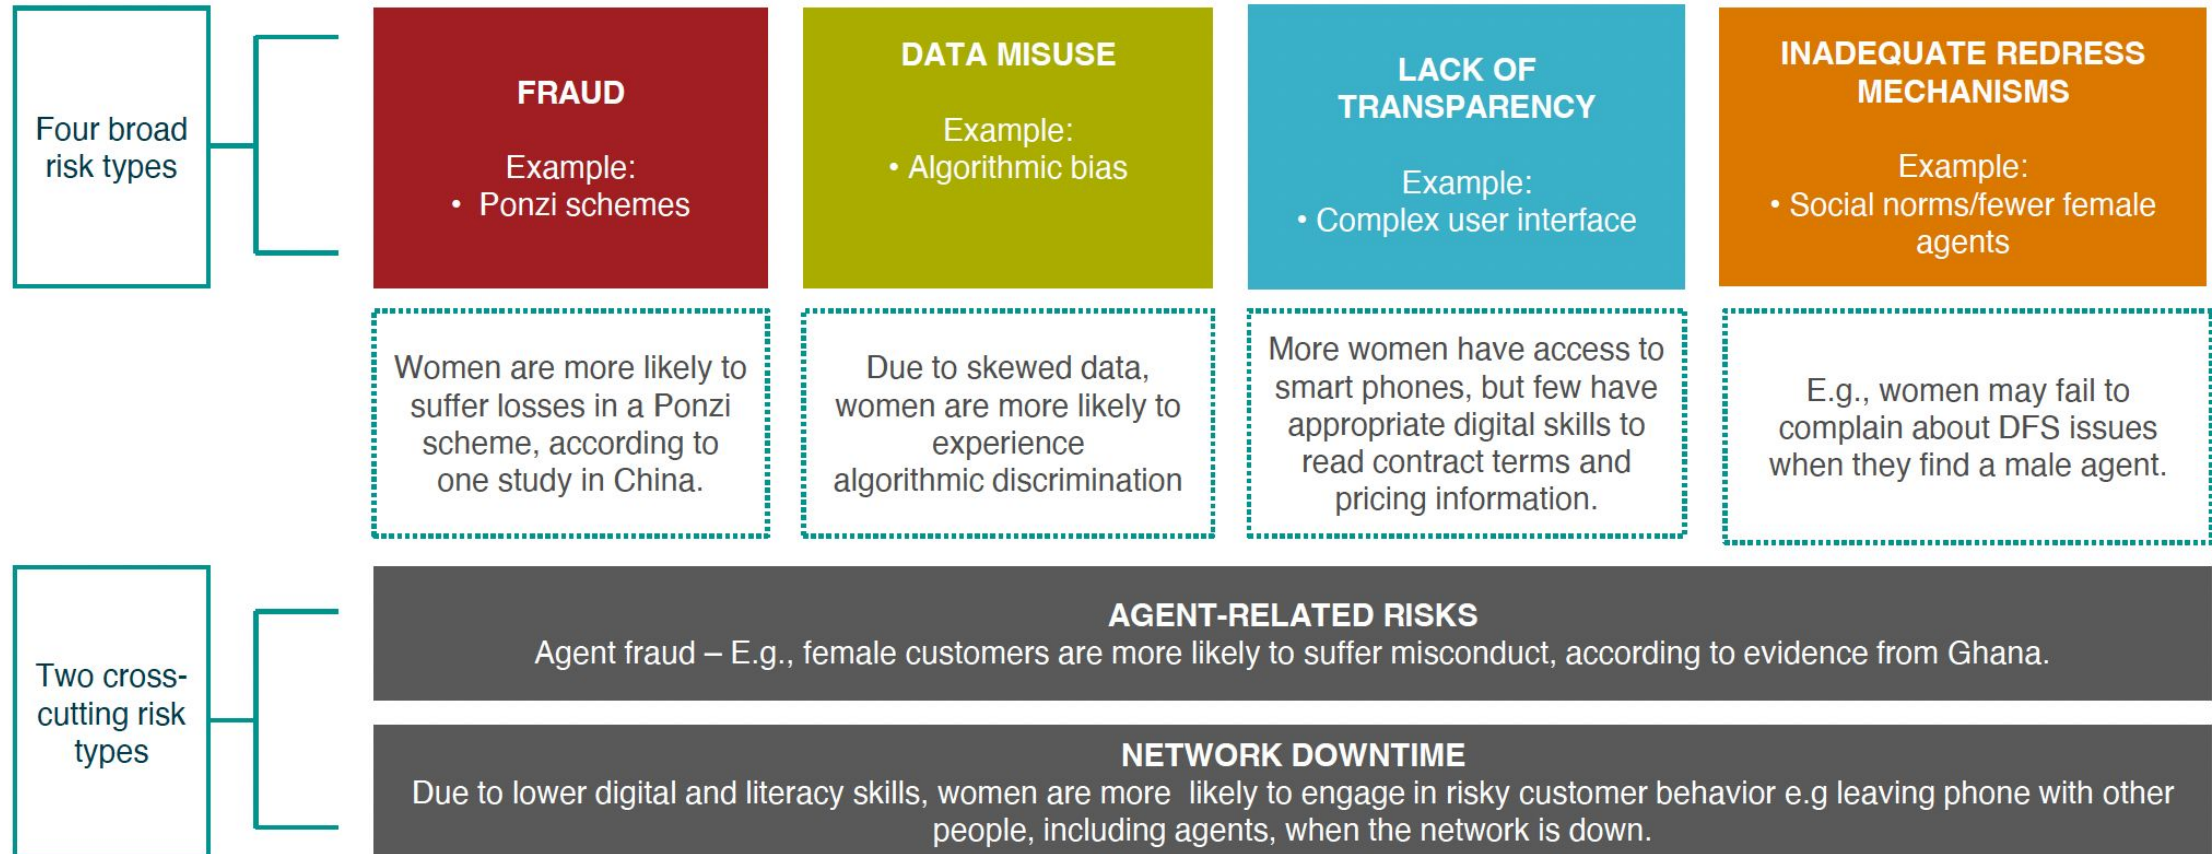 Four broad
risk types
FRAUD
Example:
• Ponzi schemes
DATA MISUSE
Example:
• Algorithmic bias
LACK OF
TRANSPARENCY
Example:
• Complex user interface
INADEQUATE REDRESS
MECHANISMS
Example:
• Social norms/fewer female
agents
Women are more likely to
suffer losses in a Ponzi
scheme, according to
one study in China.
Due to skewed data,
women are more likely to
experience
algorithmic discrimination
More women have access to
smart phones, but few have
appropriate digital skills to
read contract terms and
pricing information.
E.g., women may fail to
complain about DFS issues
when they find a male agent.
Two cross-
cutting risk
types
AGENT-RELATED RISKS
Agent fraud – E.g., female customers are more likely to suffer misconduct, according to evidence from Ghana.
NETWORK DOWNTIME
Due to lower digital and literacy skills, women are more likely to engage in risky customer behavior e.g leaving phone with other
people, including agents, when the network is down.